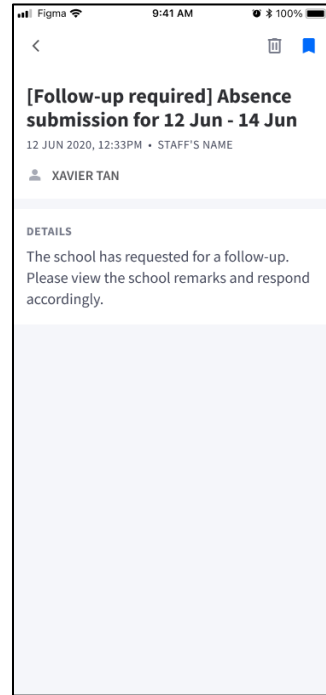 Figma 9:41 AM 100%
[Follow-up required] Absence
submission for 12 Jun - 14 Jun
12 JUN 2020, 12:33PM • STAFF'S NAME
XAVIER TAN
DETAILS
The school has requested for a follow-up.
Please view the school remarks and respond
accordingly.